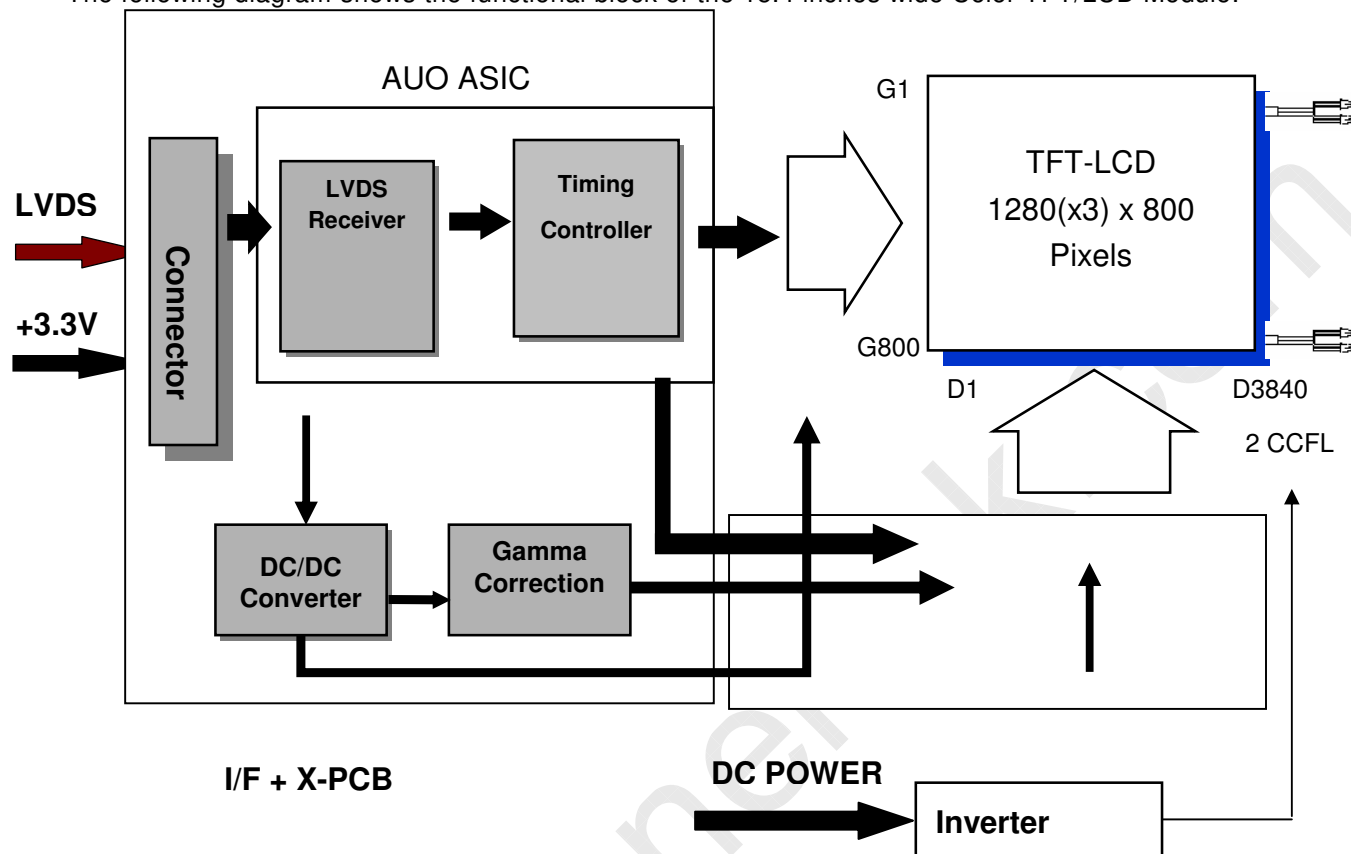 The following diagram shows the functional block of the 15.4 inches wide Color TFT/LCD Module:
AUO ASIC
G1
TFT-LCD
1280(x3) x 800
Pixels
LVDS
Receiver
Timing
Controller
LVDS
Connector
+3.3V
G800
D1
D3840
2 CCFL
DC/DC
Converter
Gamma
Correction
I/F + X-PCB
DC POWER
Inverter